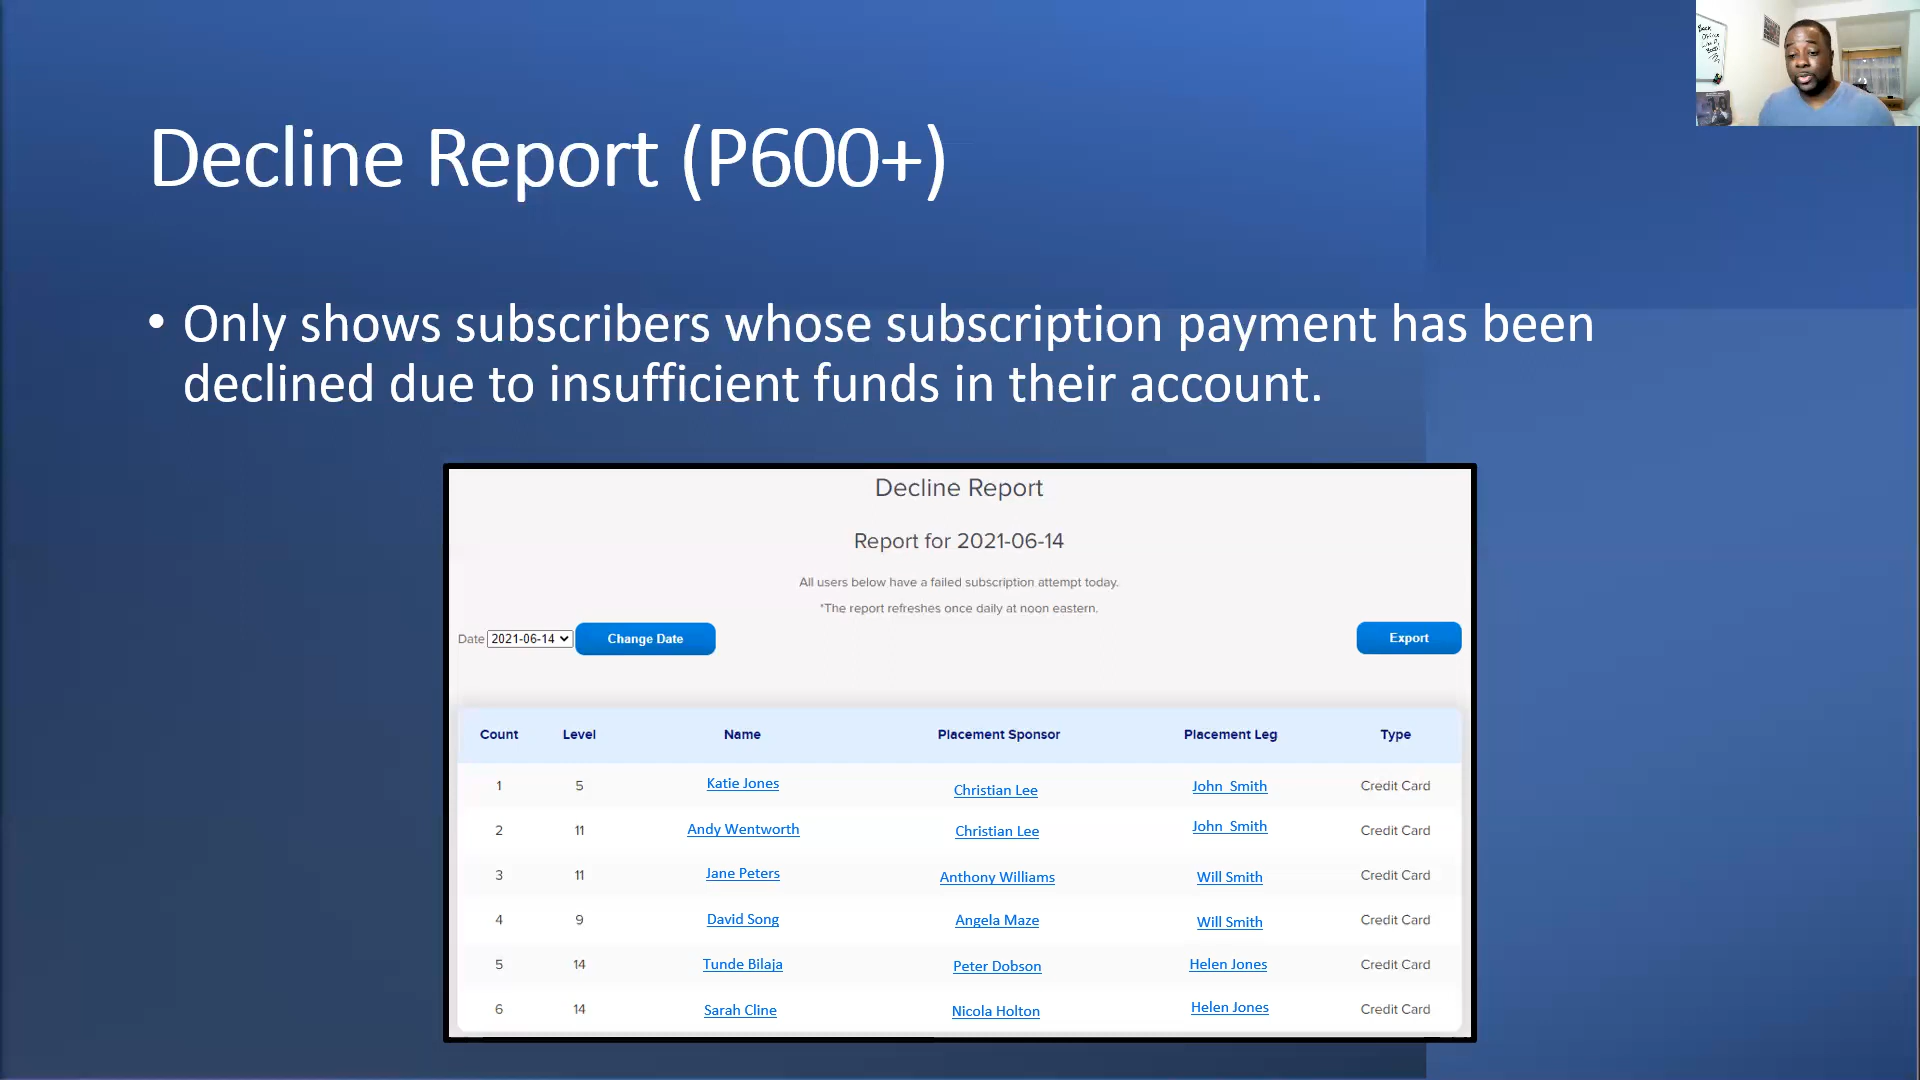 Decline Report (P600+)
• Only shows subscribers whose subscription payment has been
declined due to insufficient funds in their account.
Decline Report
Report for 2021-06-14
All users below have a failed subscription attempt today.
*The report refreshes once daily at noon eastern.
Date 2021-06-14 Change Date Export
Count Level Name Placement Sponsor Placement Leg Type
1 5 Katie Jones Christian Lee John Smith Credit Card
2 11 Andy Wentworth Christian Lee John Smith Credit Card
3 11 Jane Peters Anthony Williams Will Smith Credit Card
4 9 David Song Angela Maze Will Smith Credit Card
5 14 Tunde Bilaja Peter Dobson Helen Jones Credit Card
6 14 Sarah Cline Nicola Holton Helen Jones Credit Card
Back
Office